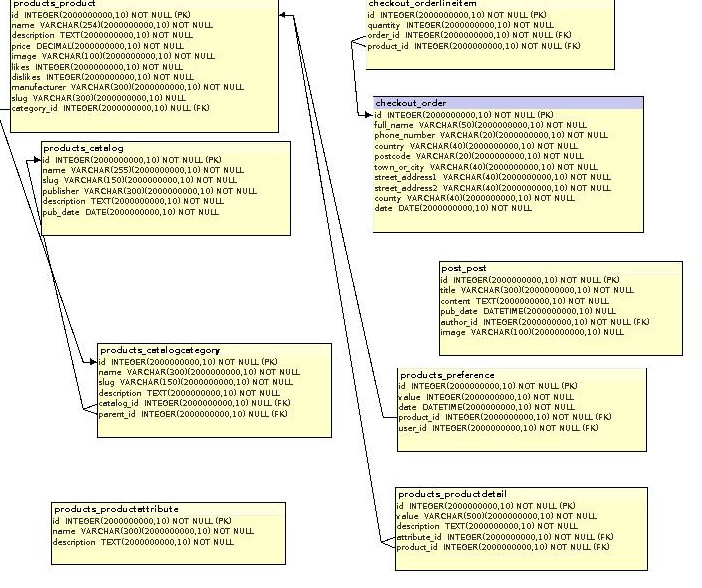 products_product
id INTEGER(2000000000,10) NOT NULL (PK)
name VARCHAR(254)(2000000000,10) NOT NULL
description TEXT(2000000000,10) NOT NULL
price DECIMAL(2000000000,10) NOT NULL
image VARCHAR(100)(2000000000,10) NOT NULL
likes INTEGER(2000000000,10) NOT NULL
dislikes INTEGER(2000000000,10) NOT NULL
manufacturer VARCHAR(300)(2000000000,10) NOT NULL
slug VARCHAR(300)(2000000000,10) NOT NULL
category_id INTEGER(2000000000,10) NOT NULL (FK)
checkout_orderlineitem
id INTEGER(2000000000,10) NOT NULL (PK)
quantity INTEGER(2000000000,10) NOT NULL
order_id INTEGER(2000000000,10) NOT NULL (FK)
product_id INTEGER(2000000000,10) NOT NULL (FK)
checkout_order
id INTEGER(2000000000,10) NOT NULL (PK)
full_name VARCHAR(50)(2000000000,10) NOT NULL
phone_number VARCHAR(20)(2000000000,10) NOT NULL
country VARCHAR(40)(2000000000,10) NOT NULL
postcode VARCHAR(20)(2000000000,10) NOT NULL
town_or_city VARCHAR(40)(2000000000,10) NOT NULL
street_address1 VARCHAR(40)(2000000000,10) NOT NULL
street_address2 VARCHAR(40)(2000000000,10) NOT NULL
county VARCHAR(40)(2000000000,10) NOT NULL
date DATE(2000000000,10) NOT NULL
products_catalog
id INTEGER(2000000000,10) NOT NULL (PK)
name VARCHAR(255)(2000000000,10) NOT NULL
slug VARCHAR(150)(2000000000,10) NOT NULL
publisher VARCHAR(300)(2000000000,10) NOT NULL
description TEXT(2000000000,10) NOT NULL
pub_date DATE(2000000000,10) NOT NULL
post_post
id INTEGER(2000000000,10) NOT NULL (PK)
title VARCHAR(300)(2000000000,10) NOT NULL
content TEXT(2000000000,10) NOT NULL
pub_date DATETIME(2000000000,10) NOT NULL
author_id INTEGER(2000000000,10) NOT NULL (FK)
image VARCHAR(100)(2000000000,10) NULL
products_catalogcategory
id INTEGER(2000000000,10) NOT NULL (PK)
name VARCHAR(300)(2000000000,10) NOT NULL
slug VARCHAR(150)(2000000000,10) NOT NULL
description TEXT(2000000000,10) NOT NULL
catalog_id INTEGER(2000000000,10) NOT NULL (FK)
parent_id INTEGER(2000000000,10) NULL (FK)
products_preference
id INTEGER(2000000000,10) NOT NULL (PK)
value INTEGER(2000000000,10) NOT NULL
date DATETIME(2000000000,10) NOT NULL
product_id INTEGER(2000000000,10) NOT NULL (FK)
user_id INTEGER(2000000000,10) NOT NULL (FK)
products_productattribute
id INTEGER(2000000000,10) NOT NULL (PK)
name VARCHAR(300)(2000000000,10) NOT NULL
description TEXT(2000000000,10) NOT NULL
products_productdetail
id INTEGER(2000000000,10) NOT NULL (PK)
value VARCHAR(500)(2000000000,10) NOT NULL
description TEXT(2000000000,10) NOT NULL
attribute_id INTEGER(2000000000,10) NOT NULL (FK)
product_id INTEGER(2000000000,10) NOT NULL (FK)